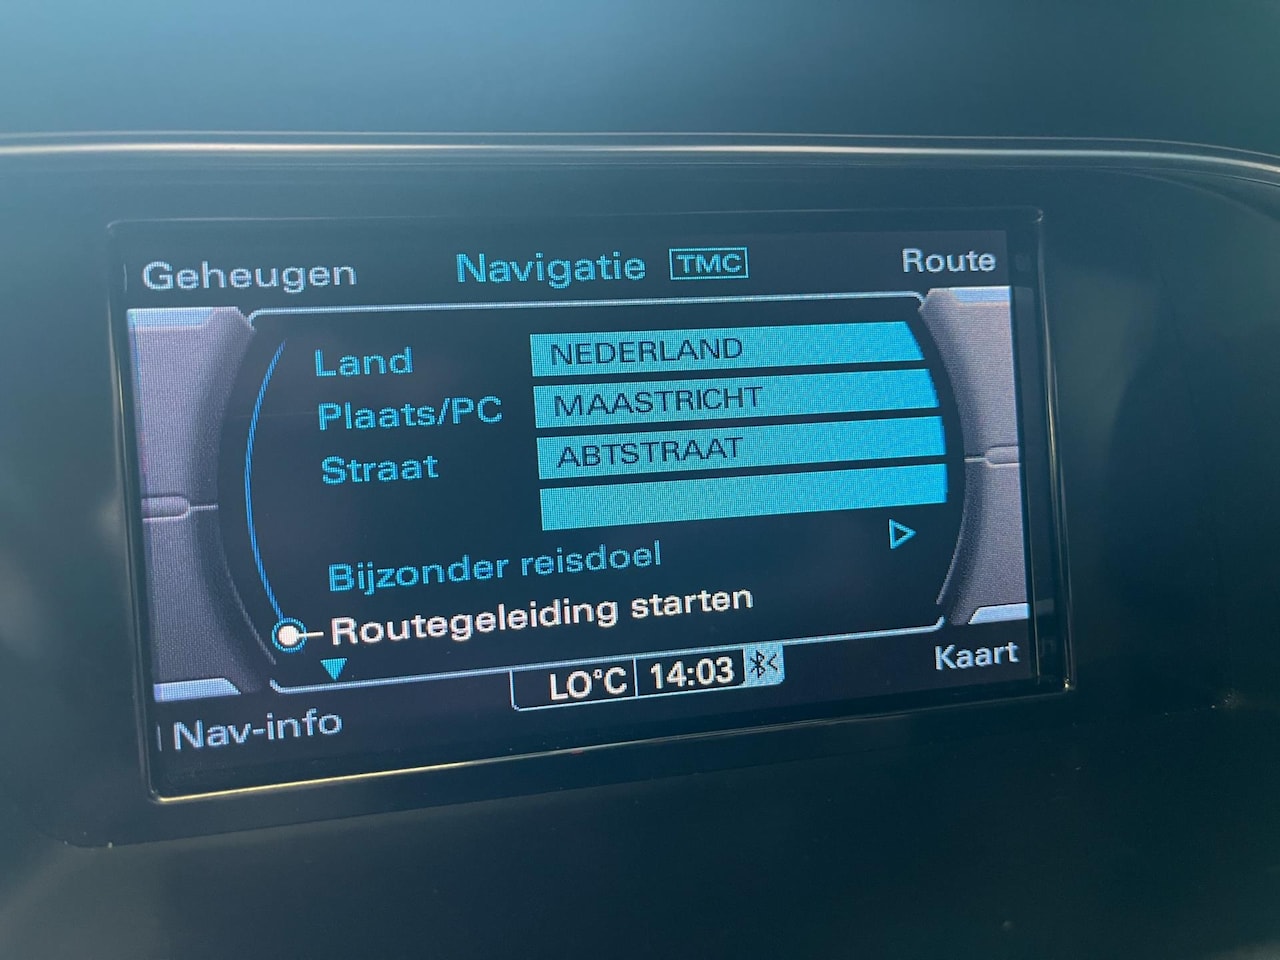 Geheugen Navigatie TMC Route
Land NEDERLAND
Plaats/PC MAASTRICHT
Straat ABTSTRAAT
Bijzonder reisdoel
Routegeleiding starten
LO°C 14:03 Kaart
Nav-info